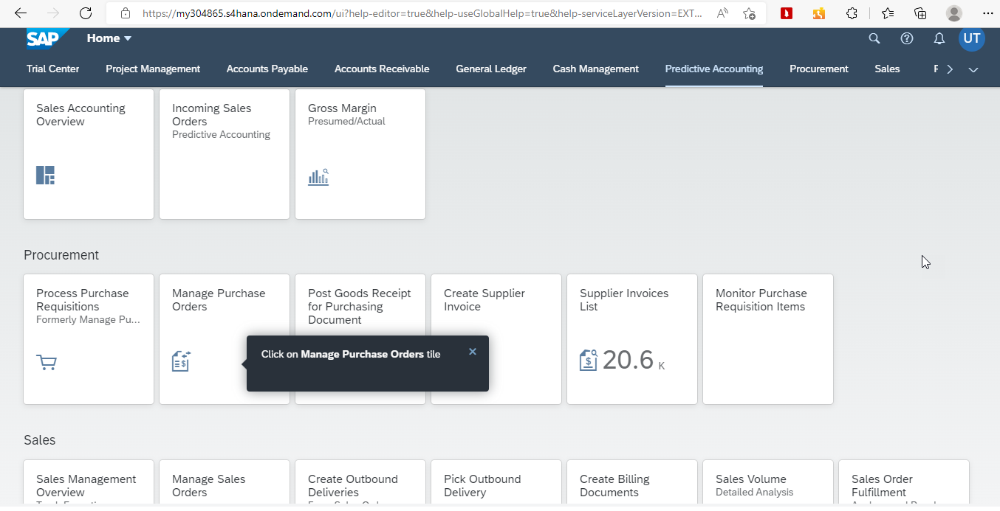 https://my304865.s4hana.ondemand.com/ui?help-editor=true&help-useGlobalHelp=true&help-serviceLayerVersion=EXT...
SAP Home UT
Trial Center Project Management Accounts Payable Accounts Receivable General Ledger Cash Management Predictive Accounting Procurement Sales
Sales Accounting
Overview
Incoming Sales
Orders
Predictive Accounting
Gross Margin
Presumed/Actual
Procurement
Process Purchase
Requisitions
Formerly Manage Pu...
Manage Purchase
Orders
Post Goods Receipt
for Purchasing
Document
Create Supplier
Invoice
Supplier Invoices
List
20.6 K
Monitor Purchase
Requisition Items
Click on Manage Purchase Orders tile
Sales
Sales Management
Overview
Manage Sales
Orders
Create Outbound
Deliveries
Pick Outbound
Delivery
Create Billing
Documents
Sales Volume
Detailed Analysis
Sales Order
Fulfillment